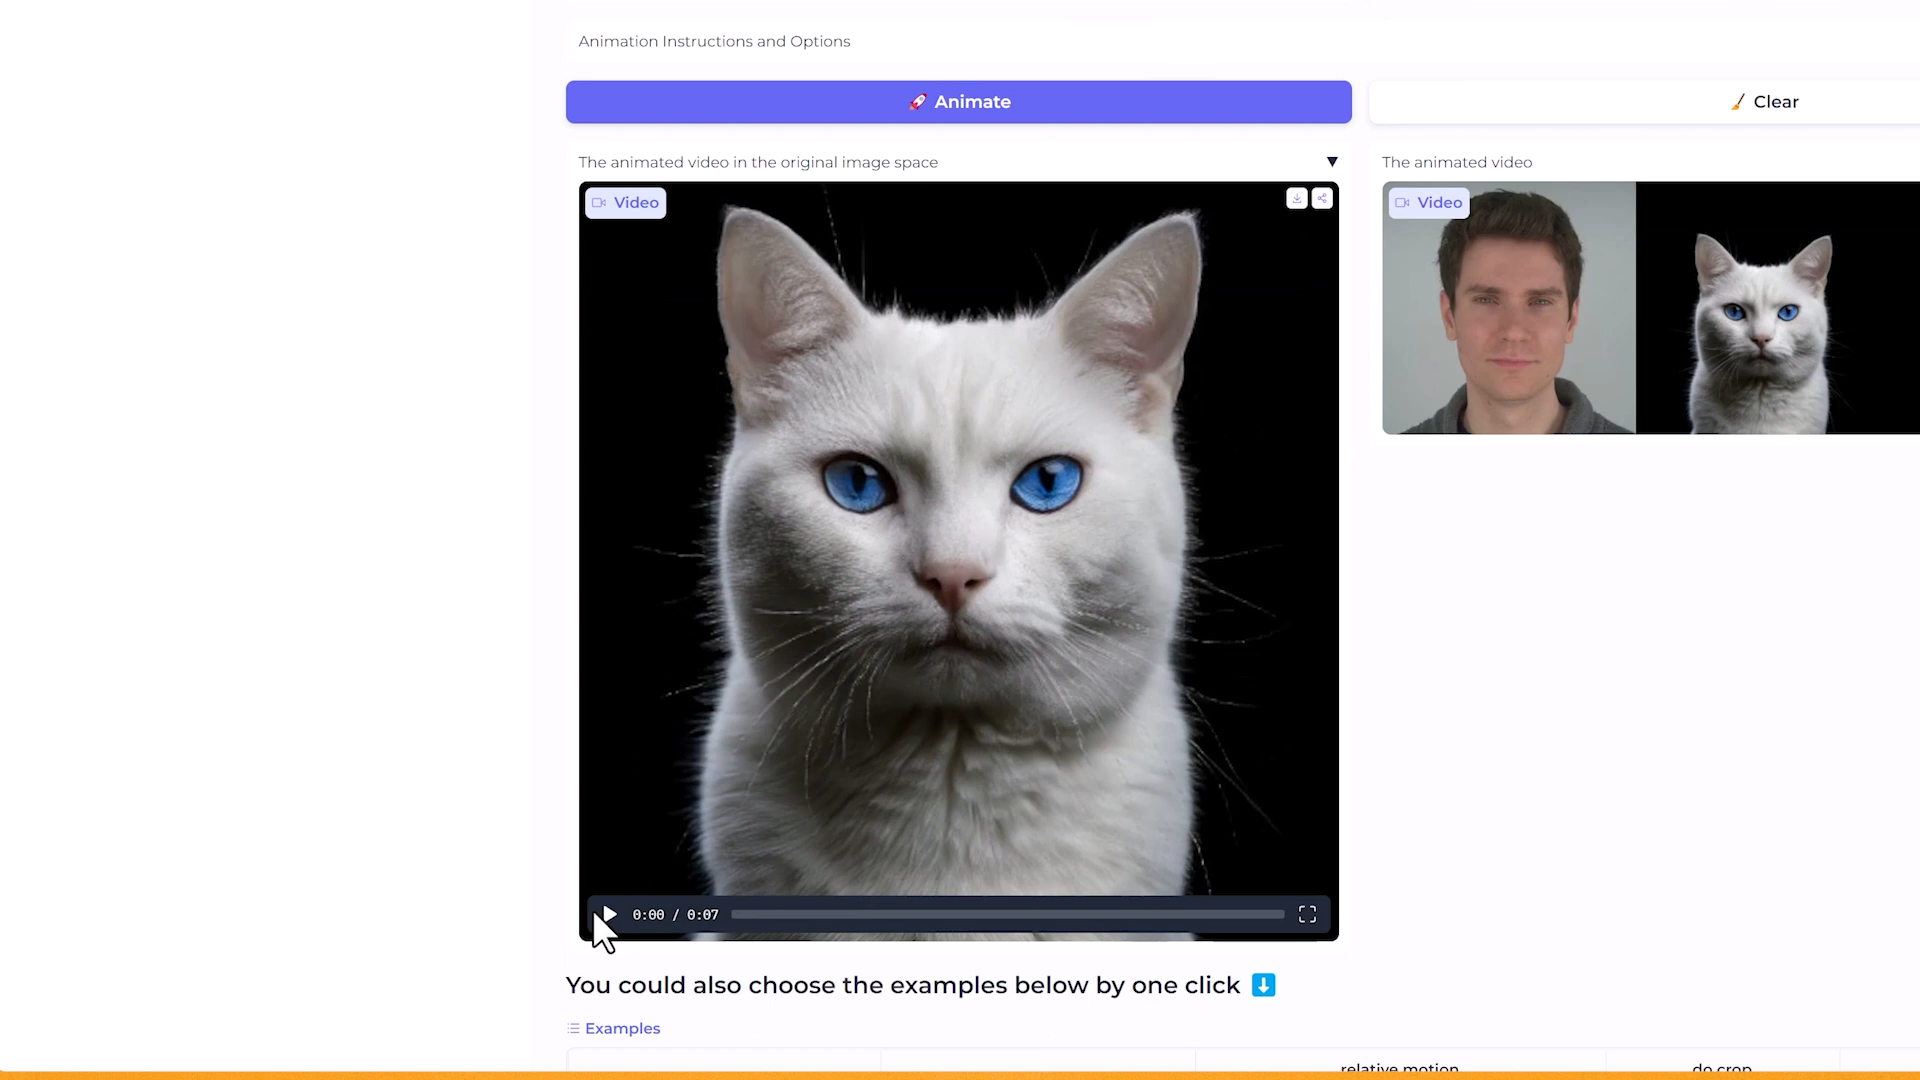 Animation Instructions and Options
🚀 Animate
🧹 Clear
The animated video in the original image space ▼
The animated video
Video
Video
0:00 / 0:07
You could also choose the examples below by one click ⬇️
Examples
relative motion
do crop